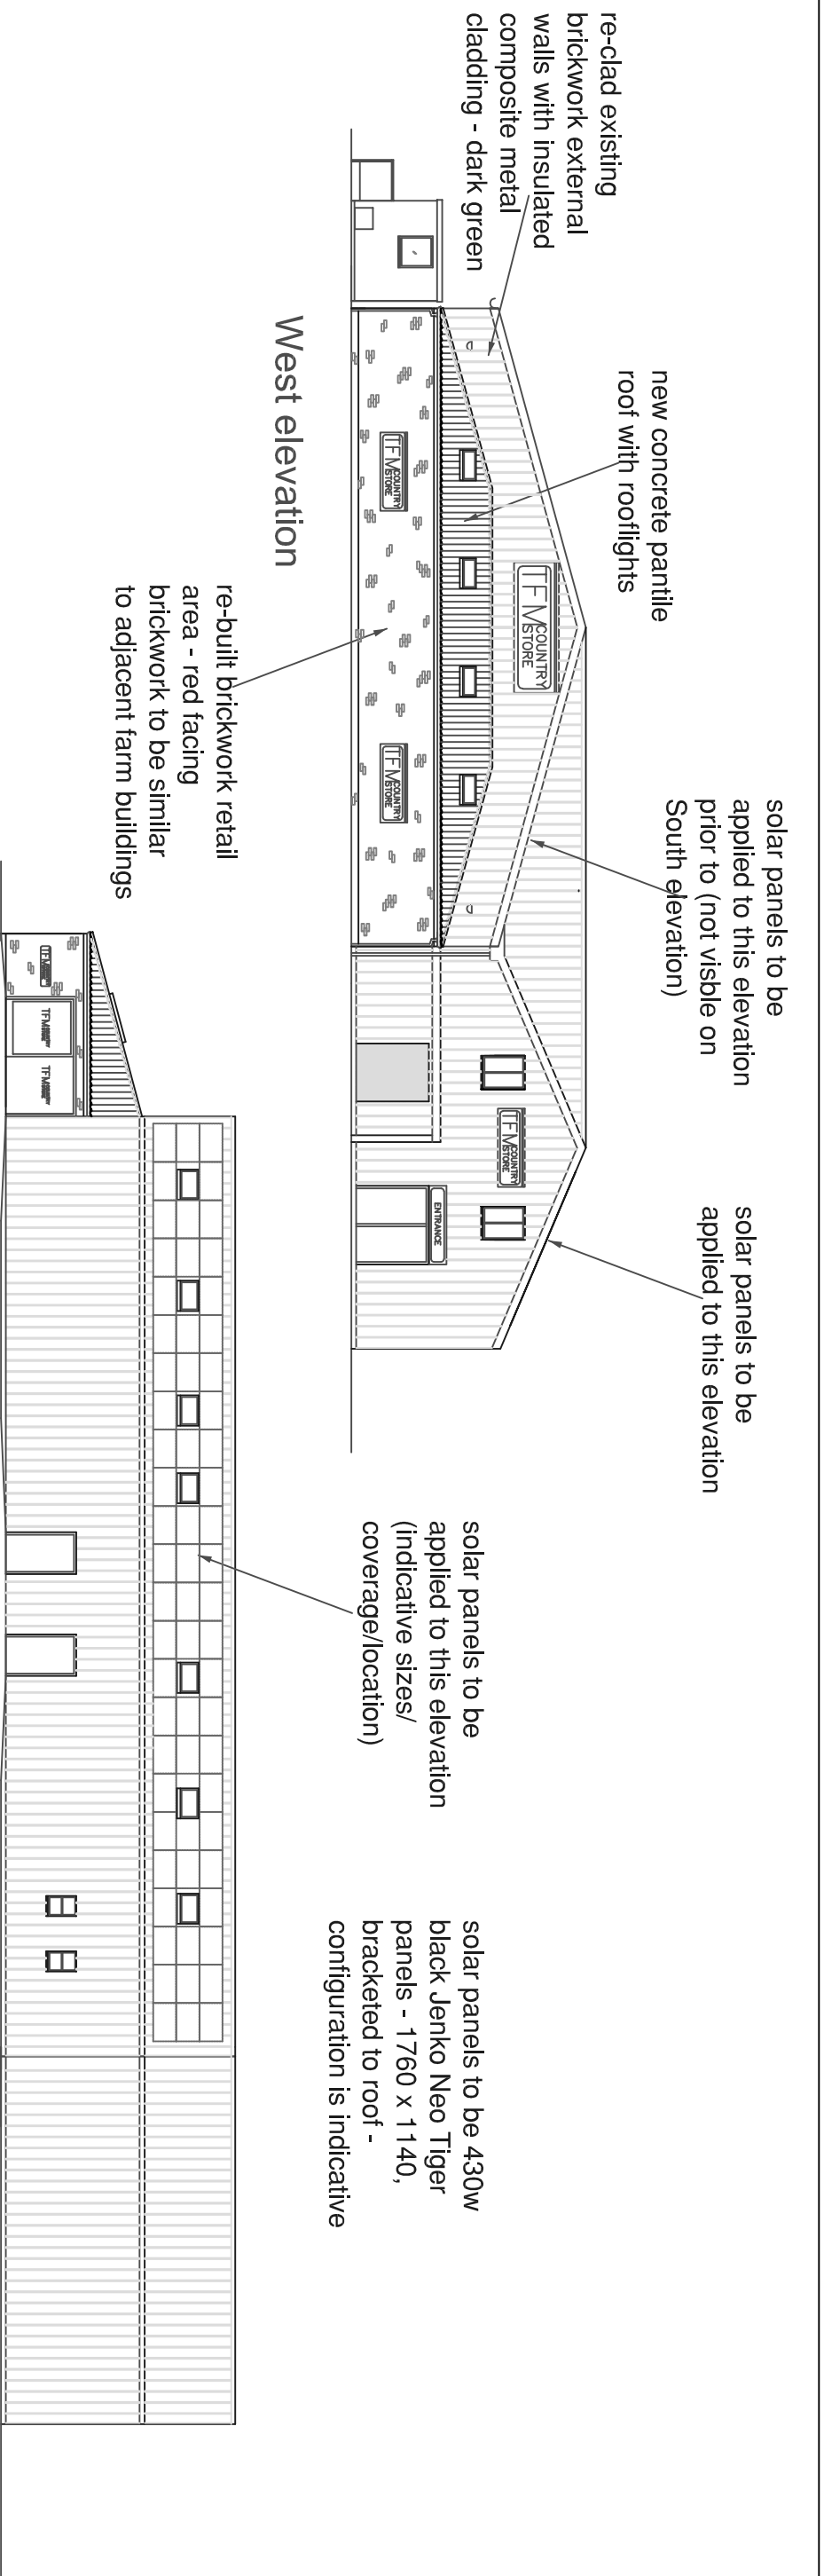 re-clad existing
brickwork external
walls with insulated
composite metal
cladding - dark green
new concrete pantile
roof with rooflights
solar panels to be
applied to this elevation
prior to (not visble on
South elevation)
solar panels to be
applied to this elevation
TFM COUNTRY
STORE
TFM COUNTRY
STORE
TFM COUNTRY
STORE
TFM COUNTRY
STORE
ENTRANCE
West elevation
re-built brickwork retail
area - red facing
brickwork to be similar
to adjacent farm buildings
solar panels to be
applied to this elevation
(indicative sizes/
coverage/location)
solar panels to be 430w
black Jenko Neo Tiger
panels - 1760 x 1140,
bracketed to roof -
configuration is indicative
TFM COUNTRY
STORE
TFM
TFM